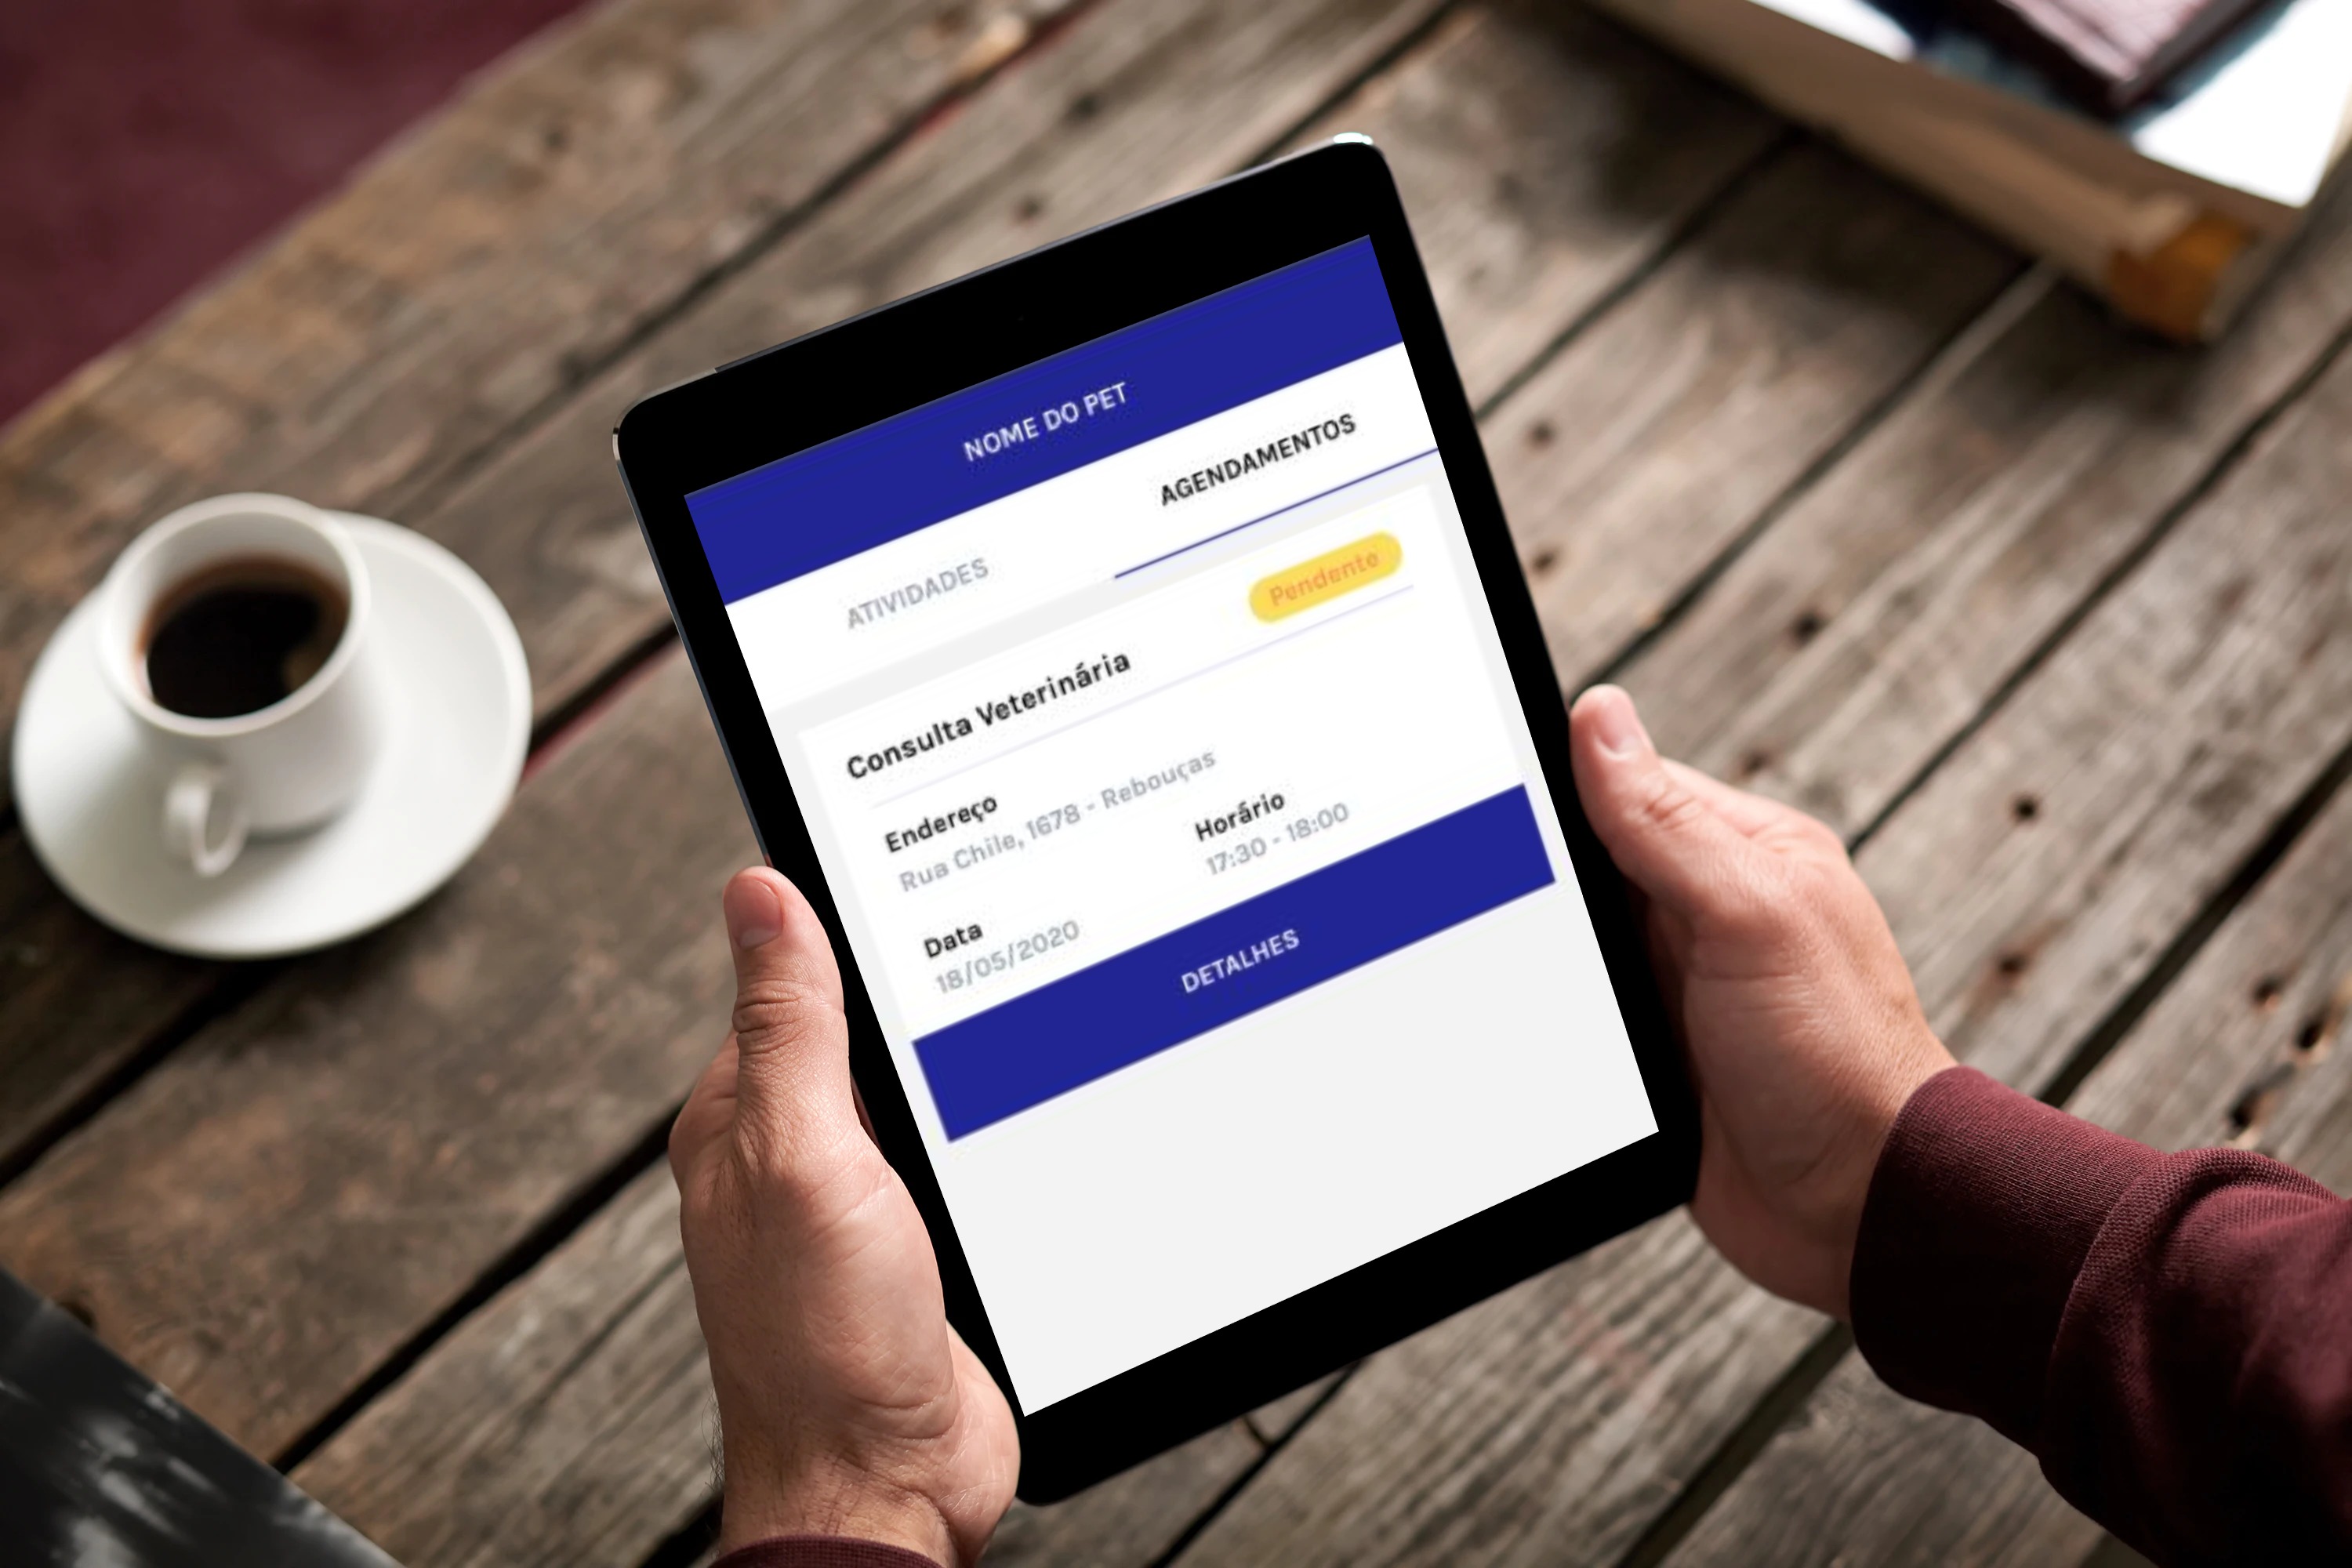 NOME DO PET
ATIVIDADES
AGENDAMENTOS
Consulta Veterinária
Pendente
Endereço
Rua Chile, 1678 - Rebouças
Data
18/05/2020
Horário
17:30 - 18:00
DETALHES